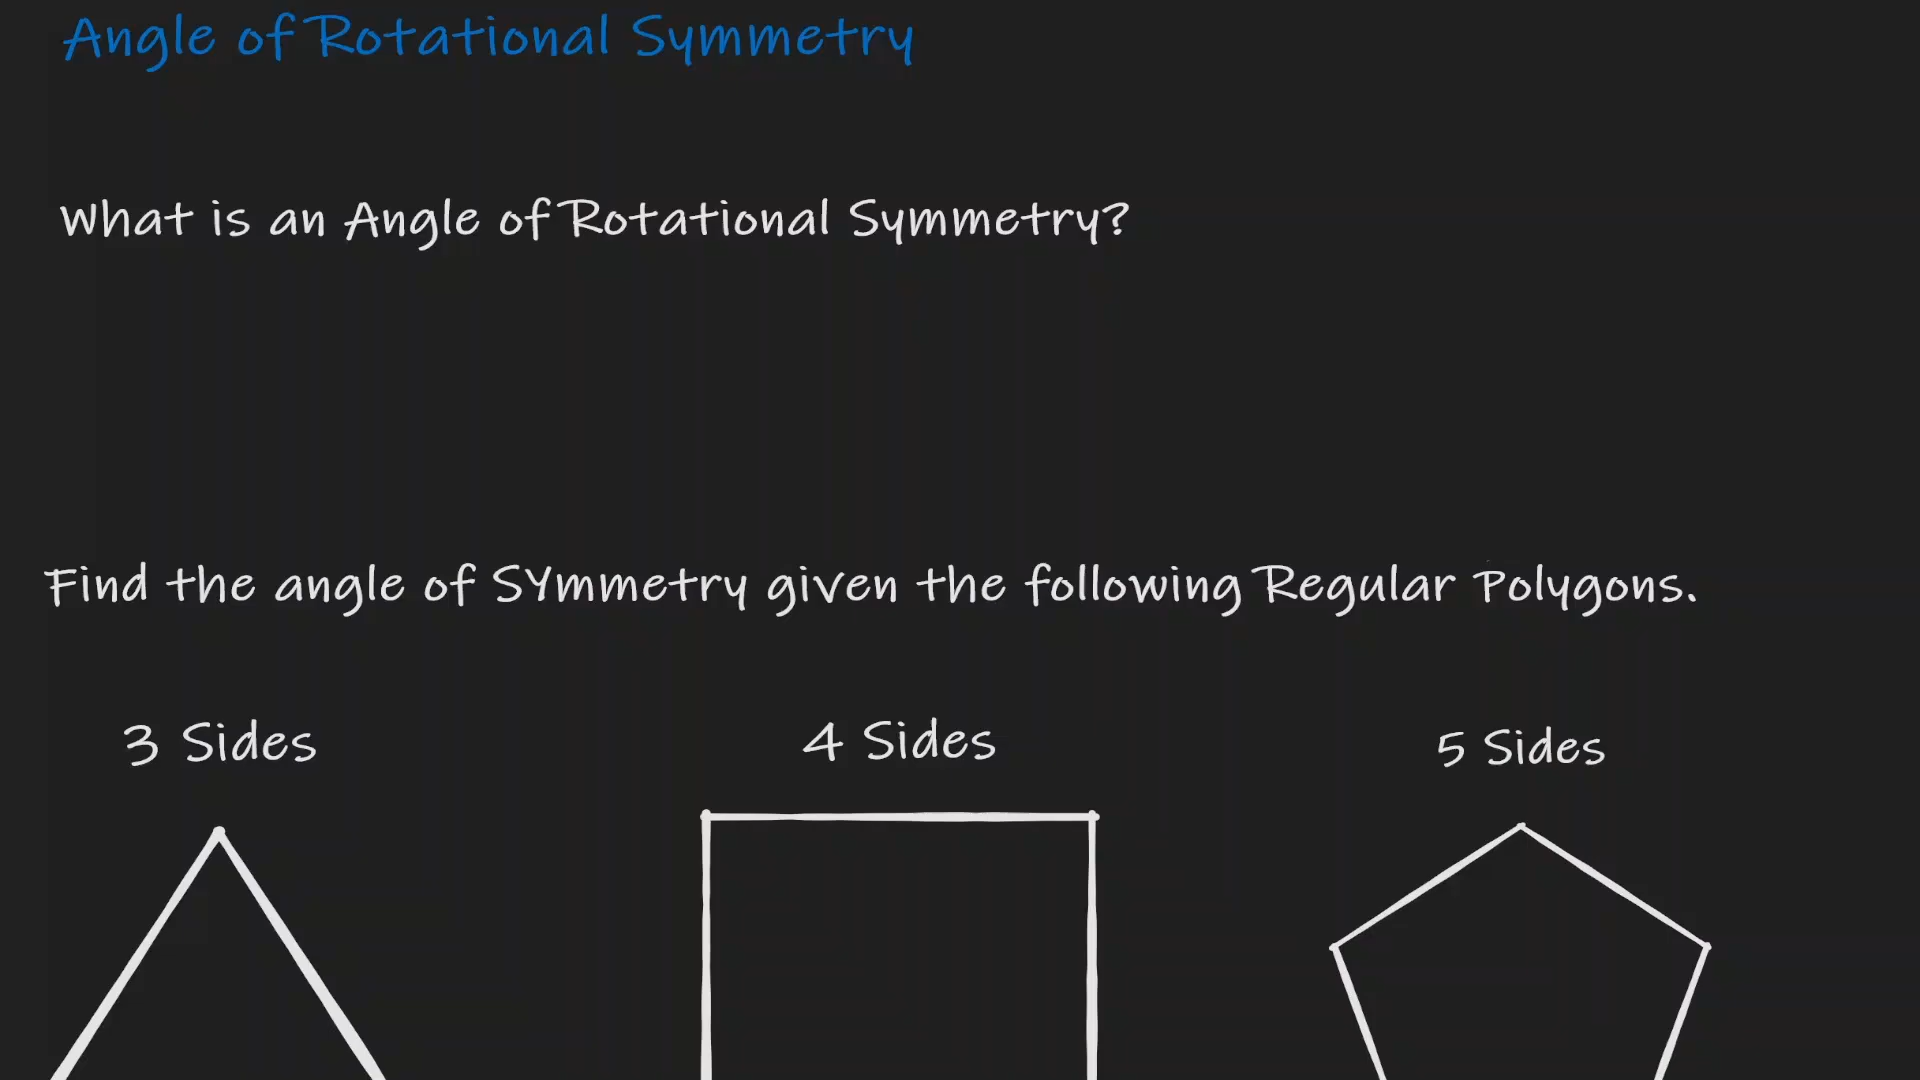 Angle of Rotational Symmetry
What is an Angle of Rotational Symmetry?
Find the angle of SYmmetry given the following Regular Polygons.
3 Sides
4 Sides
5 Sides